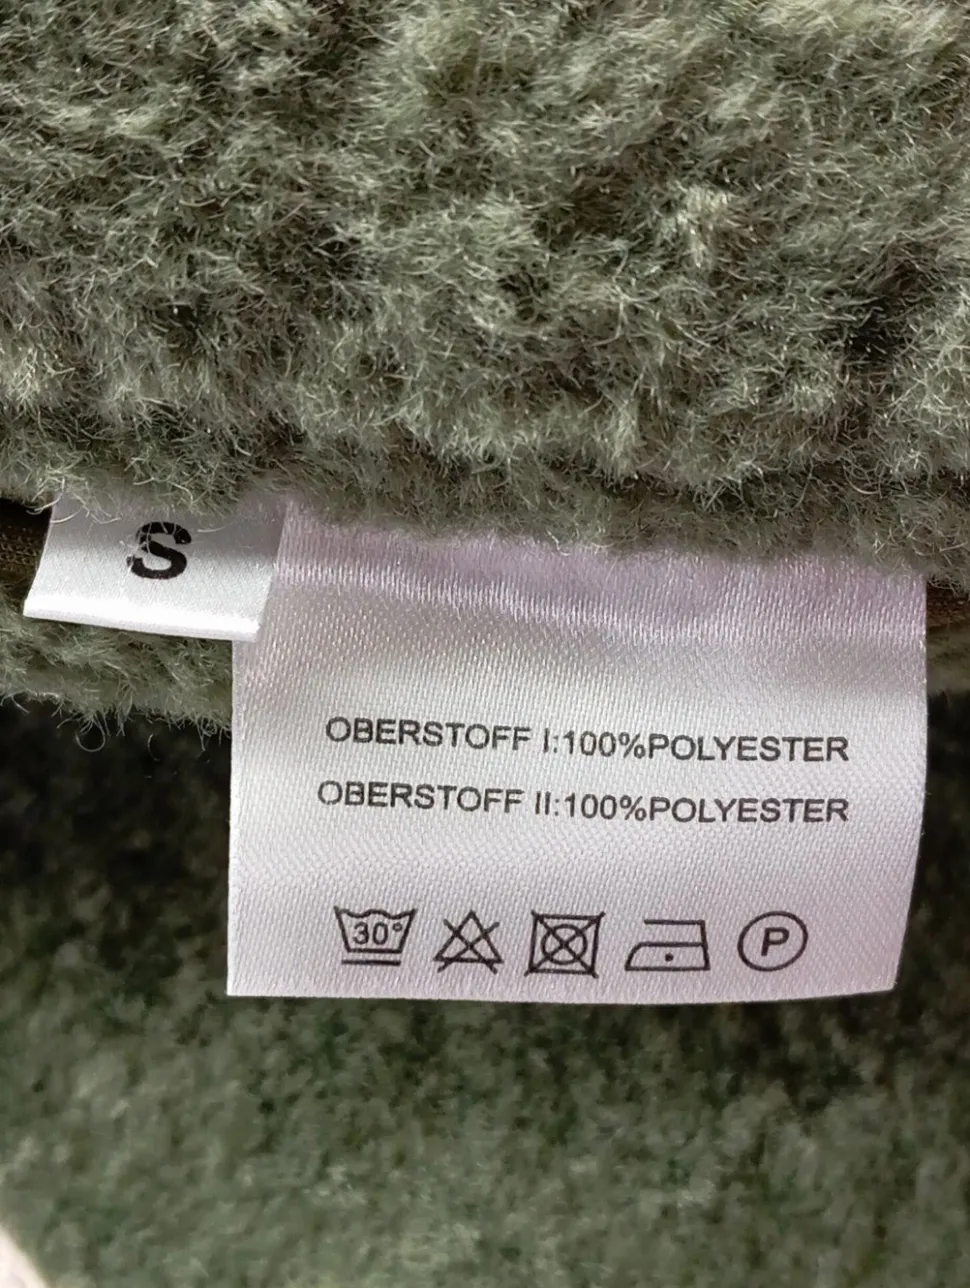 S
OBERSTOFF I:100%POLYESTER
OBERSTOFF II:100%POLYESTER
30°
P